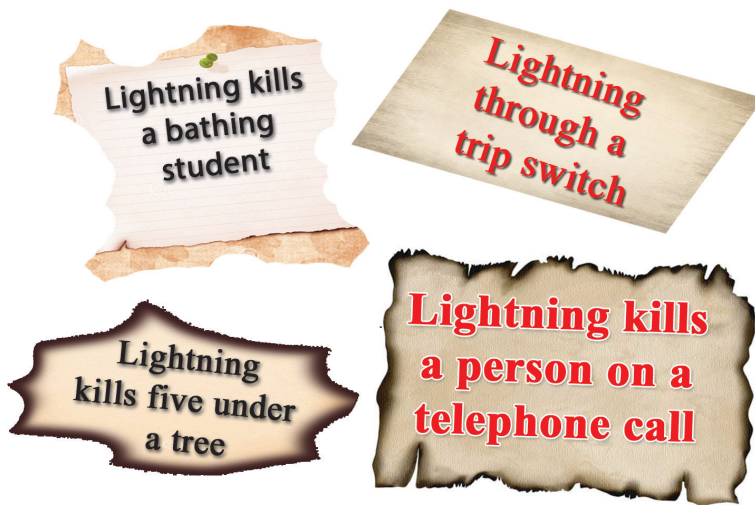 Lightning kills
a bathing
student
Lightning
through a
trip switch
Lightning
kills five under
a tree
Lightning kills
a person on a
telephone call